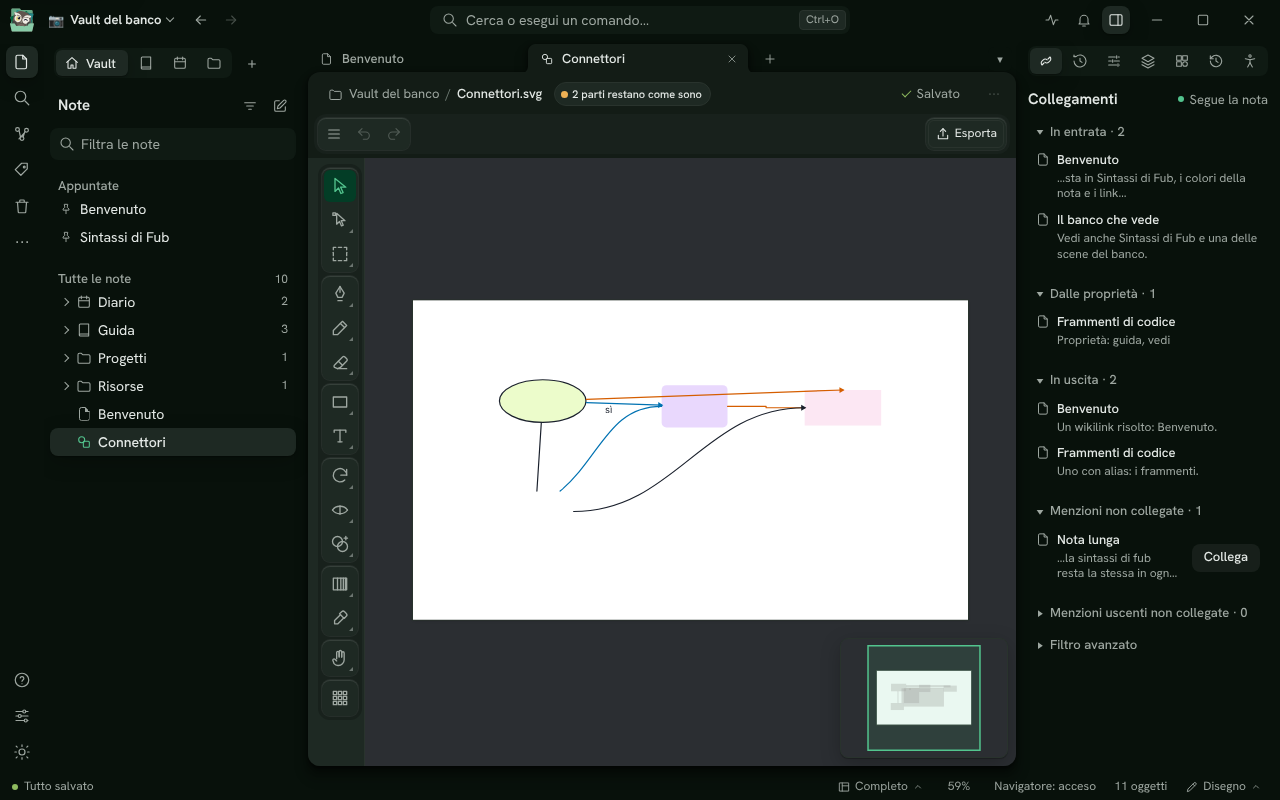 Vault del banco
Cerca o esegui un comando...
Ctrl+O
Vault
Benvenuto
Connettori
Note
Filtra le note
Appuntate
Benvenuto
Sintassi di Fub
Tutte le note 10
Diario 2
Guida 3
Progetti 1
Risorse 1
Benvenuto
Connettori
Vault del banco / Connettori.svg
2 parti restano come sono
Salvato
Esporta
sì
Collegamenti
Segue la nota
In entrata · 2
Benvenuto
...sta in Sintassi di Fub, i colori della
nota e i link...
Il banco che vede
Vedi anche Sintassi di Fub e una delle
scene del banco.
Dalle proprietà · 1
Frammenti di codice
Proprietà: guida, vedi
In uscita · 2
Benvenuto
Un wikilink risolto: Benvenuto.
Frammenti di codice
Uno con alias: i frammenti.
Menzioni non collegate · 1
Nota lunga
...la sintassi di fub
resta la stessa in ogn...
Collega
Menzioni uscenti non collegate · 0
Filtro avanzato
Tutto salvato
Completo
59%
Navigatore: acceso
11 oggetti
Disegno